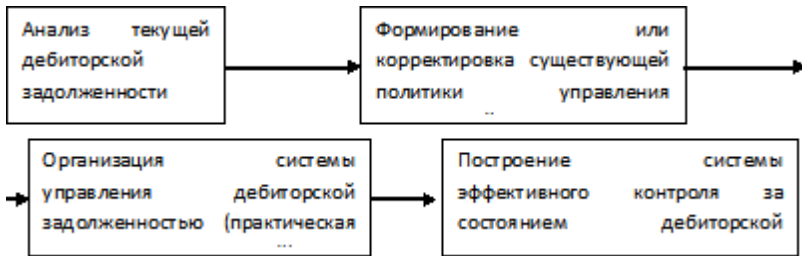 Анализ текущей
дебиторской
задолженности
Формирование или
корректировка существующей
политики управления
Организация системы
управления дебиторской
задолженностью (практическая
Построение системы
эффективного контроля за
состоянием дебиторской